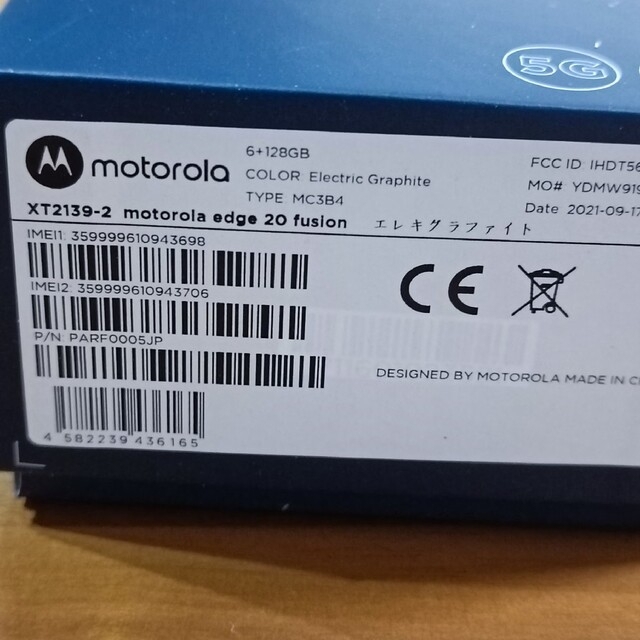 5G
motorola
6+128GB
COLOR: Electric Graphite
TYPE: MC3B4
FCC ID: IHDT56
MO# YDMW919
Date 2021-09-17
XT2139-2 motorola edge 20 fusion エレキグラファイト
IMEI1: 359999610943698
IMEI2: 359999610943706
P/N: PARF0005JP
CE
DESIGNED BY MOTOROLA MADE IN C
4 582239 436165